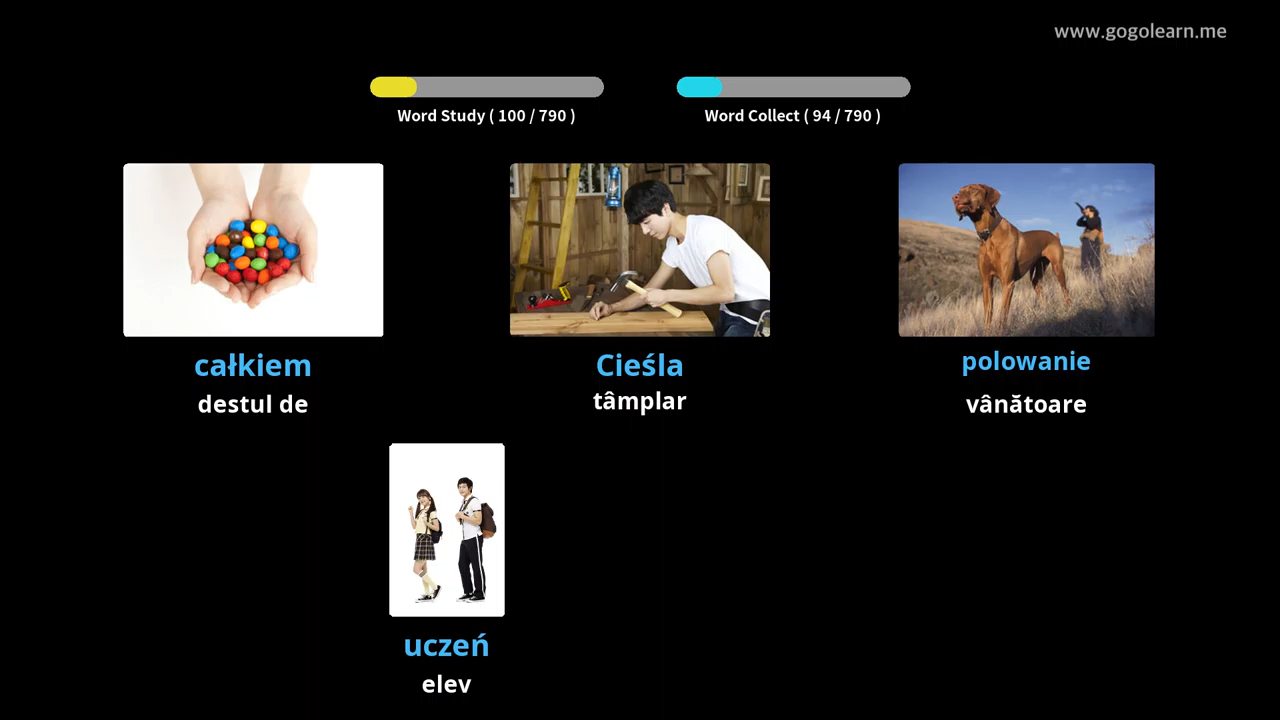 www.gogolearn.me
Word Study ( 100 / 790 )
Word Collect ( 94 / 790 )
całkiem
destul de
Cieśla
tâmplar
polowanie
vânătoare
uczeń
elev